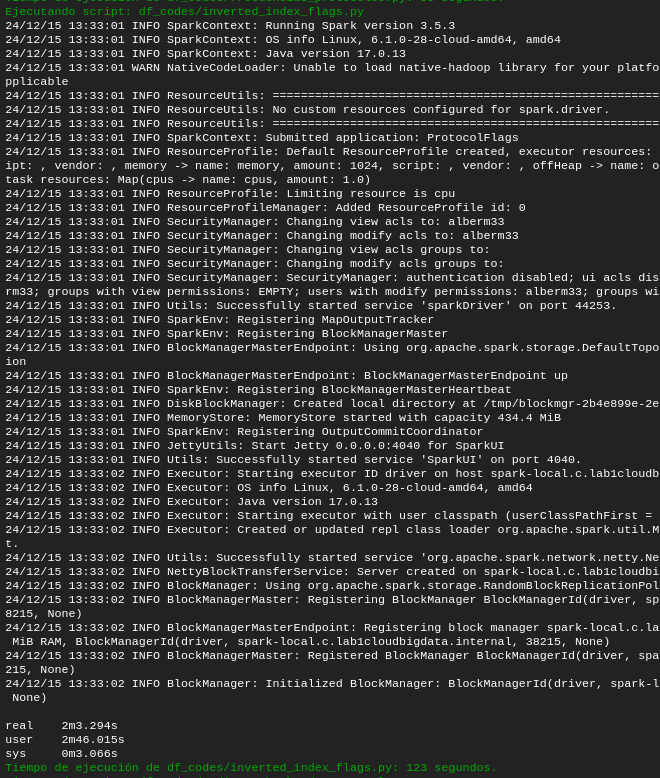 Ejecutando script: df_codes/inverted_index_flags.py
24/12/15 13:33:01 INFO SparkContext: Running Spark version 3.5.3
24/12/15 13:33:01 INFO SparkContext: OS info Linux, 6.1.0-28-cloud-amd64, amd64
24/12/15 13:33:01 INFO SparkContext: Java version 17.0.13
24/12/15 13:33:01 WARN NativeCodeLoader: Unable to load native-hadoop library for your platfo
pplicable
24/12/15 13:33:01 INFO ResourceUtils: =======================================================
24/12/15 13:33:01 INFO ResourceUtils: No custom resources configured for spark.driver.
24/12/15 13:33:01 INFO ResourceUtils: =======================================================
24/12/15 13:33:01 INFO SparkContext: Submitted application: ProtocolFlags
24/12/15 13:33:01 INFO ResourceProfile: Default ResourceProfile created, executor resources:
ipt: , vendor: , memory -> name: memory, amount: 1024, script: , vendor: , offHeap -> name: o
task resources: Map(cpus -> name: cpus, amount: 1.0)
24/12/15 13:33:01 INFO ResourceProfile: Limiting resource is cpu
24/12/15 13:33:01 INFO ResourceProfileManager: Added ResourceProfile id: 0
24/12/15 13:33:01 INFO SecurityManager: Changing view acls to: alberm33
24/12/15 13:33:01 INFO SecurityManager: Changing modify acls to: alberm33
24/12/15 13:33:01 INFO SecurityManager: Changing view acls groups to:
24/12/15 13:33:01 INFO SecurityManager: Changing modify acls groups to:
24/12/15 13:33:01 INFO SecurityManager: SecurityManager: authentication disabled; ui acls dis
rm33; groups with view permissions: EMPTY; users with modify permissions: alberm33; groups wi
24/12/15 13:33:01 INFO Utils: Successfully started service 'sparkDriver' on port 44253.
24/12/15 13:33:01 INFO SparkEnv: Registering MapOutputTracker
24/12/15 13:33:01 INFO SparkEnv: Registering BlockManagerMaster
24/12/15 13:33:01 INFO BlockManagerMasterEndpoint: Using org.apache.spark.storage.DefaultTopo
ion
24/12/15 13:33:01 INFO BlockManagerMasterEndpoint: BlockManagerMasterEndpoint up
24/12/15 13:33:01 INFO SparkEnv: Registering BlockManagerMasterHeartbeat
24/12/15 13:33:01 INFO DiskBlockManager: Created local directory at /tmp/blockmgr-2b4e899e-2e
24/12/15 13:33:01 INFO MemoryStore: MemoryStore started with capacity 434.4 MiB
24/12/15 13:33:01 INFO SparkEnv: Registering OutputCommitCoordinator
24/12/15 13:33:01 INFO JettyUtils: Start Jetty 0.0.0.0:4040 for SparkUI
24/12/15 13:33:01 INFO Utils: Successfully started service 'SparkUI' on port 4040.
24/12/15 13:33:02 INFO Executor: Starting executor ID driver on host spark-local.c.lab1cloudb
24/12/15 13:33:02 INFO Executor: OS info Linux, 6.1.0-28-cloud-amd64, amd64
24/12/15 13:33:02 INFO Executor: Java version 17.0.13
24/12/15 13:33:02 INFO Executor: Starting executor with user classpath (userClassPathFirst =
24/12/15 13:33:02 INFO Executor: Created or updated repl class loader org.apache.spark.util.M
t.
24/12/15 13:33:02 INFO Utils: Successfully started service 'org.apache.spark.network.netty.Ne
24/12/15 13:33:02 INFO NettyBlockTransferService: Server created on spark-local.c.lab1cloudbi
24/12/15 13:33:02 INFO BlockManager: Using org.apache.spark.storage.RandomBlockReplicationPol
24/12/15 13:33:02 INFO BlockManagerMaster: Registering BlockManager BlockManagerId(driver, sp
8215, None)
24/12/15 13:33:02 INFO BlockManagerMasterEndpoint: Registering block manager spark-local.c.la
MiB RAM, BlockManagerId(driver, spark-local.c.lab1cloudbigdata.internal, 38215, None)
24/12/15 13:33:02 INFO BlockManagerMaster: Registered BlockManager BlockManagerId(driver, spa
215, None)
24/12/15 13:33:02 INFO BlockManager: Initialized BlockManager: BlockManagerId(driver, spark-l
None)
real 2m3.294s
user 2m46.015s
sys 0m3.066s
Tiempo de ejecución de df_codes/inverted_index_flags.py: 123 segundos.